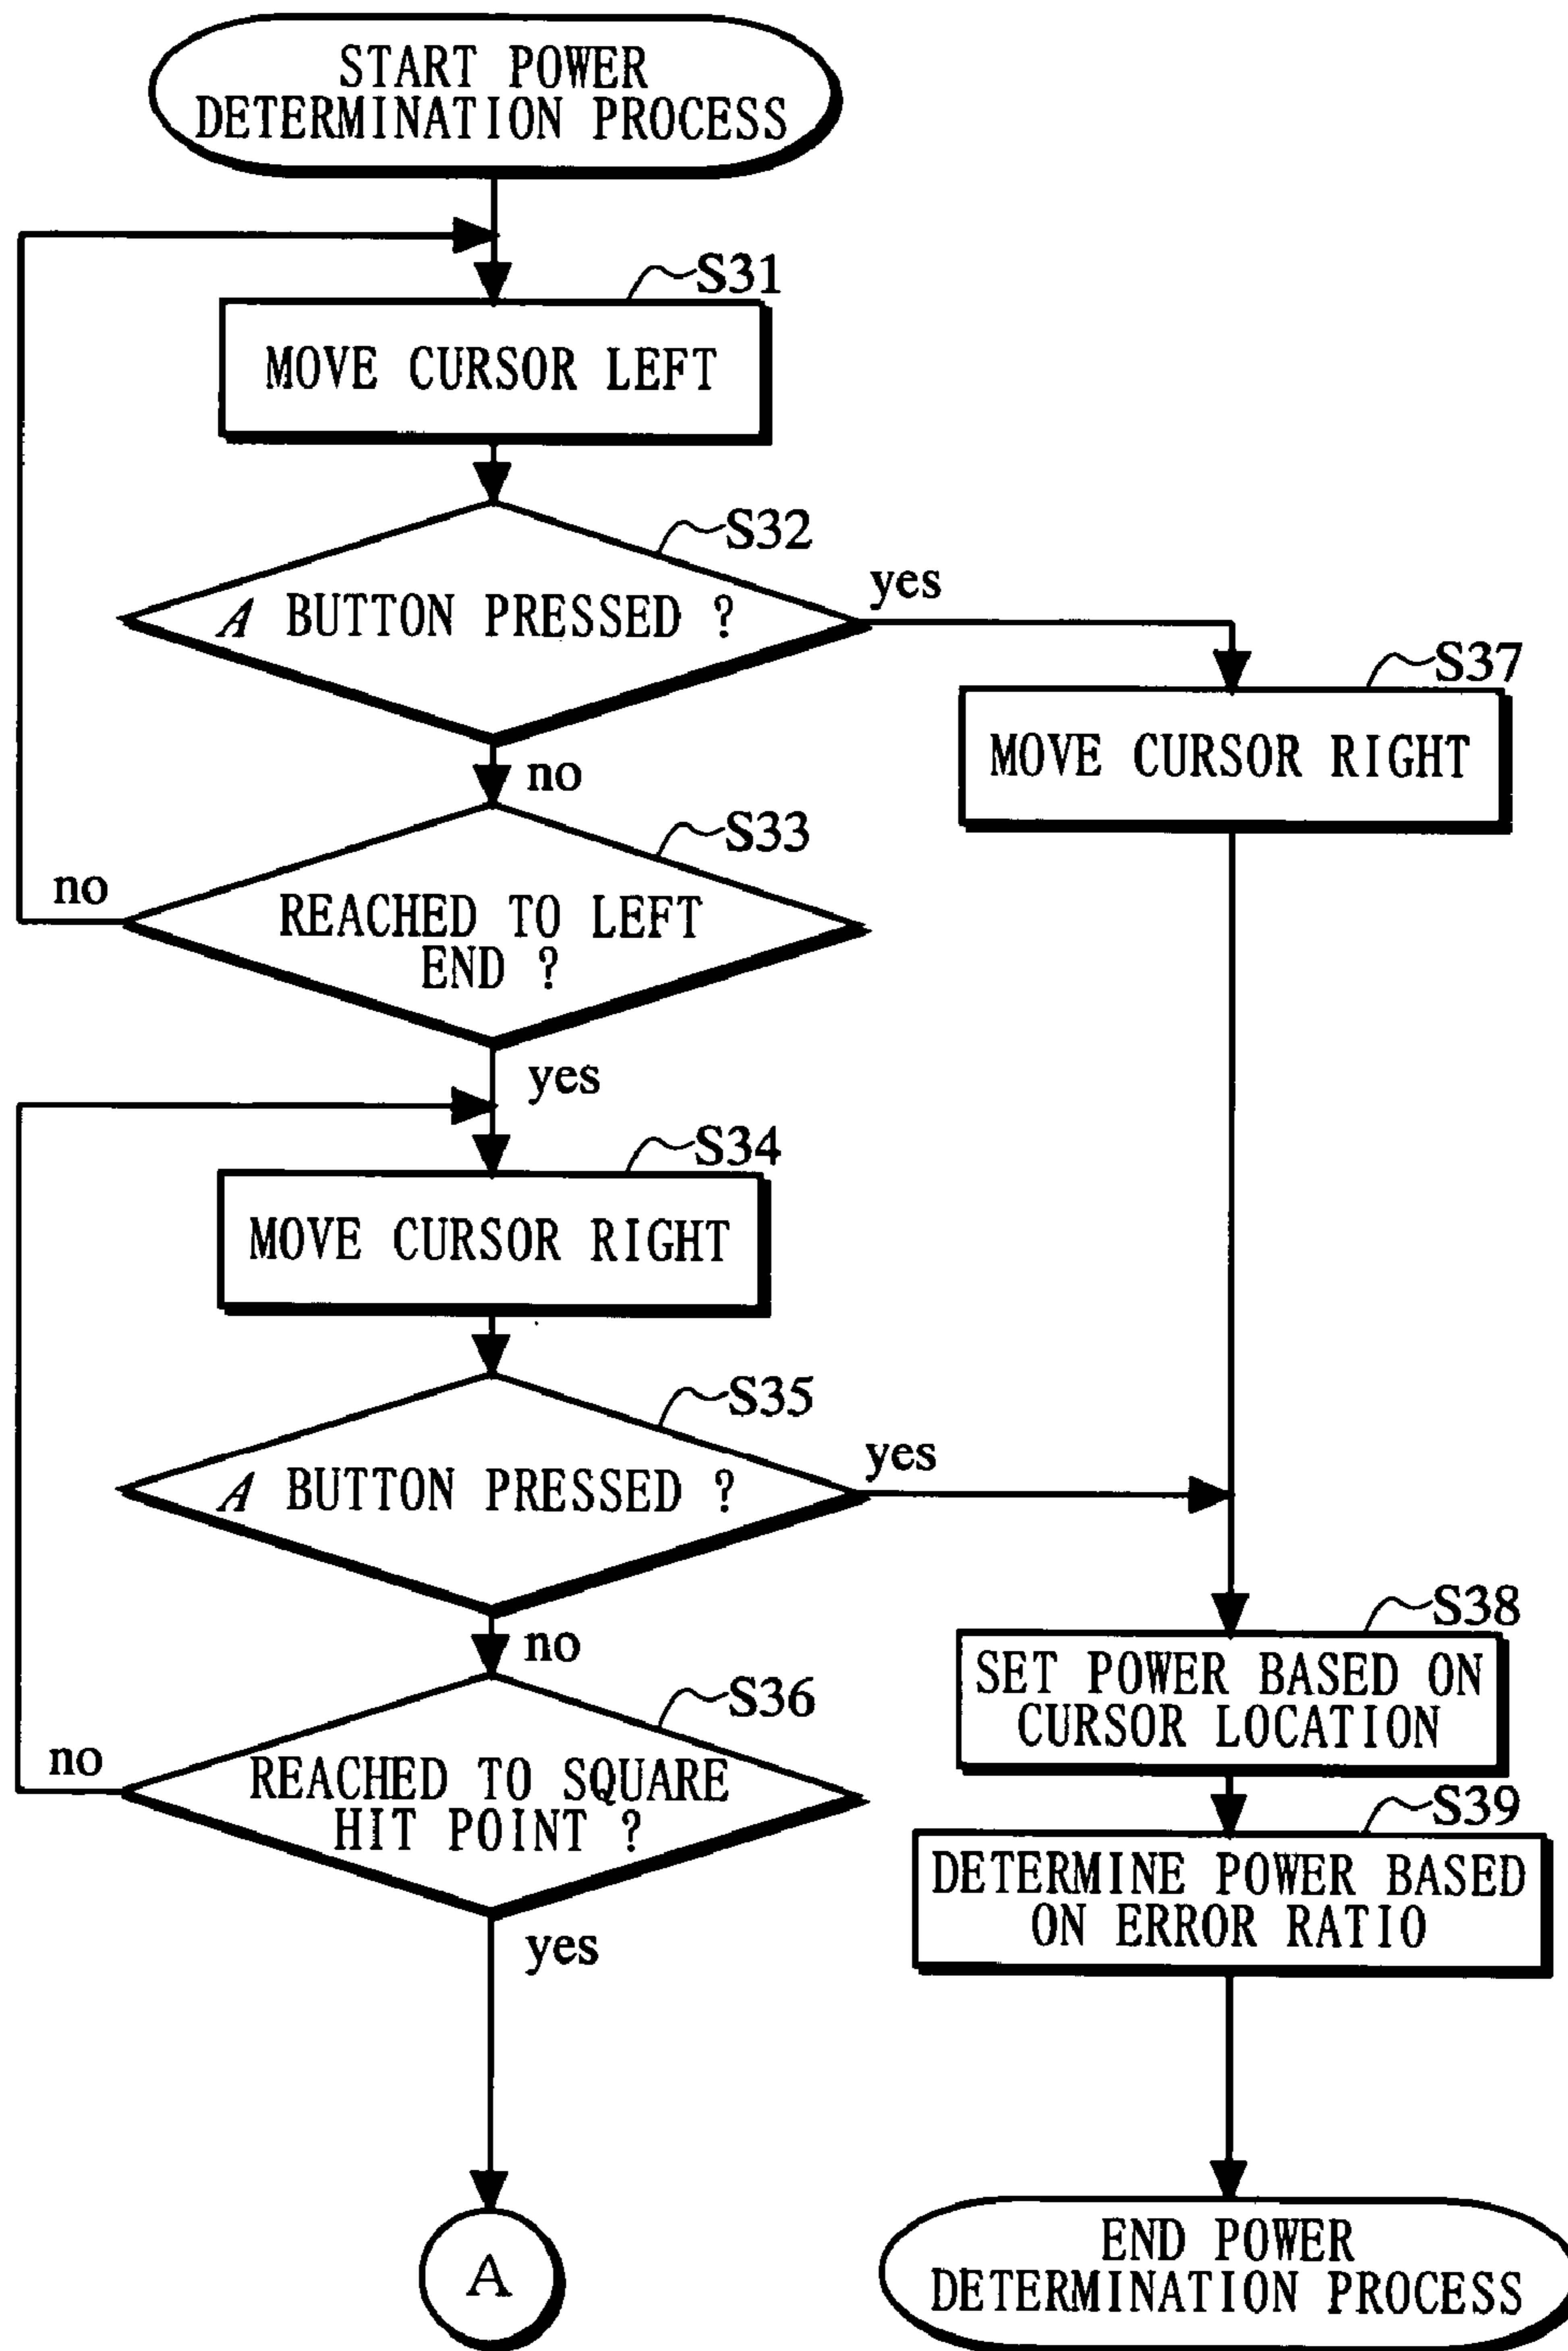 START POWER
DETERMINATION PROCESS
S31
MOVE CURSOR LEFT
S32
A BUTTON PRESSED ?
yes
S37
MOVE CURSOR RIGHT
no
S33
REACHED TO LEFT
END ?
no
yes
S34
MOVE CURSOR RIGHT
S35
A BUTTON PRESSED ?
yes
no
S36
REACHED TO SQUARE
HIT POINT ?
no
yes
S38
SET POWER BASED ON
CURSOR LOCATION
S39
DETERMINE POWER BASED
ON ERROR RATIO
A
END POWER
DETERMINATION PROCESS